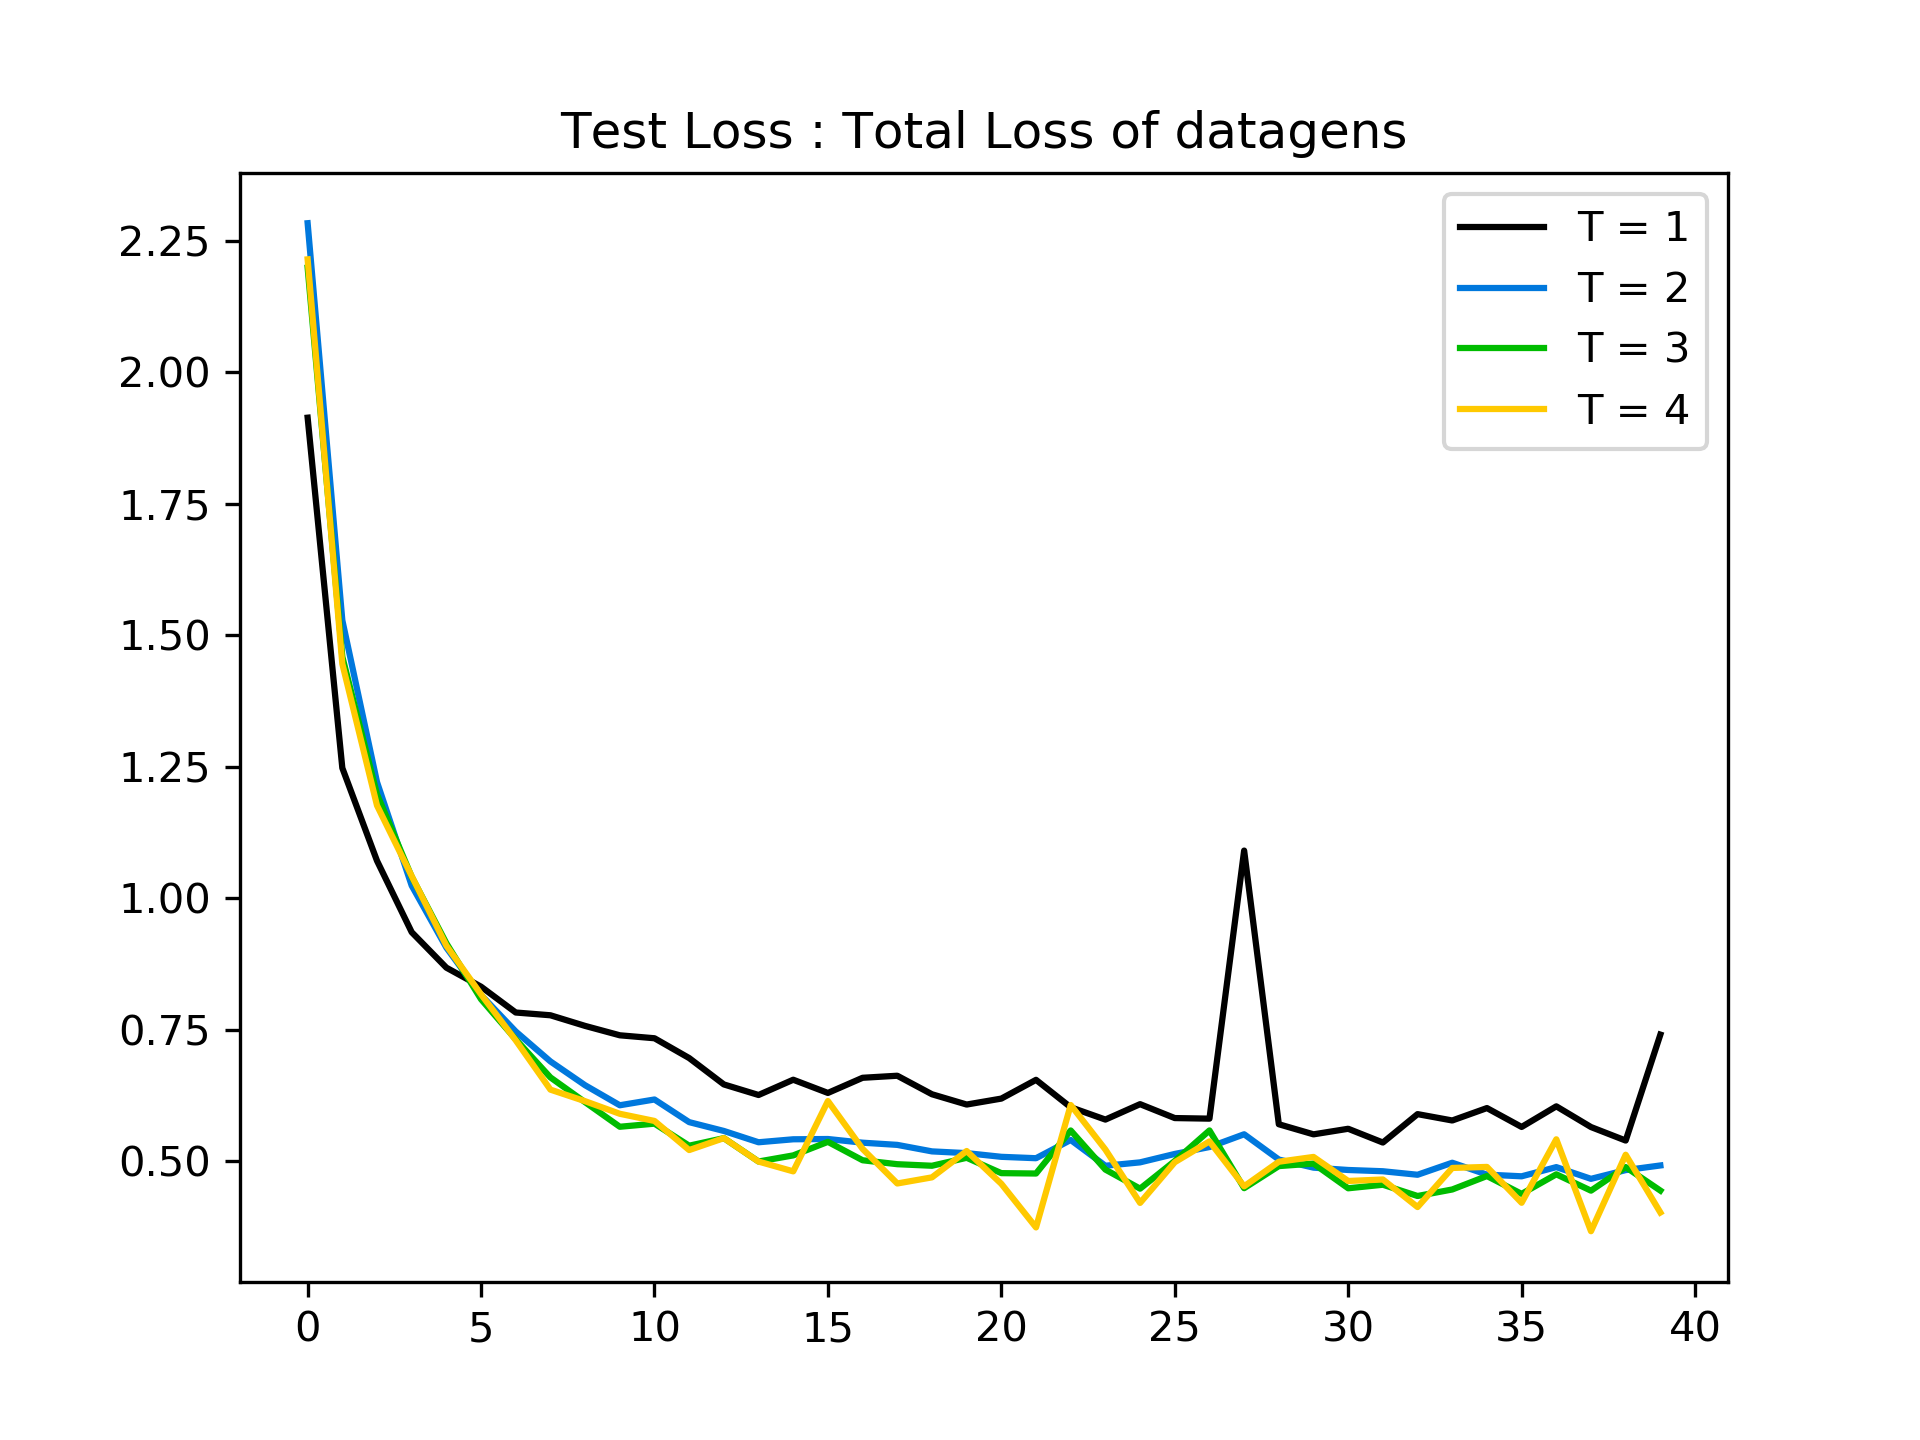 Test Loss : Total Loss of datagens
2.25
2.00
1.75
1.50
1.25
1.00
0.75
0.50
T = 1
T = 2
T = 3
T = 4
0 5 10 15 20 25 30 35 40